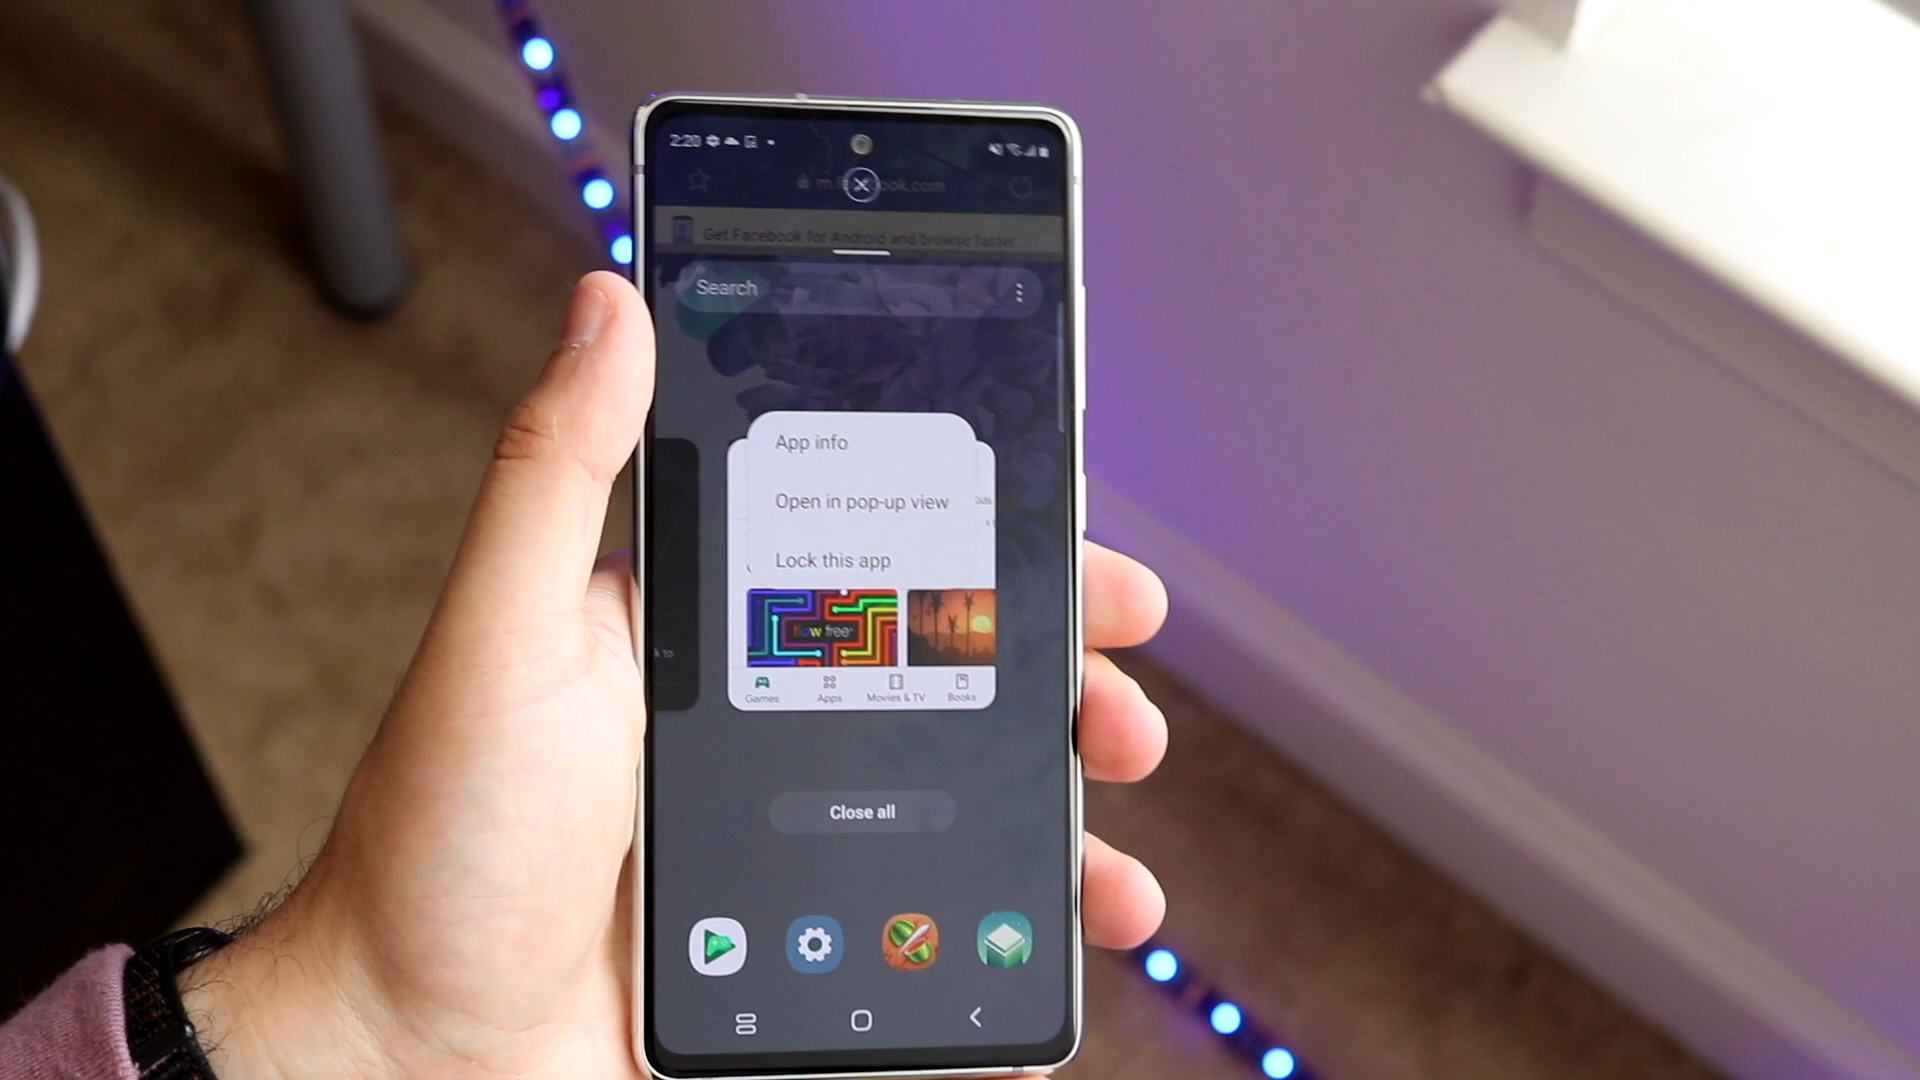 2:20
m.facebook.com
Get Facebook for Android and browse faster.
Search
App info
Open in pop-up view
Lock this app
flow free
k to
Games Apps Movies & TV Books
Close all